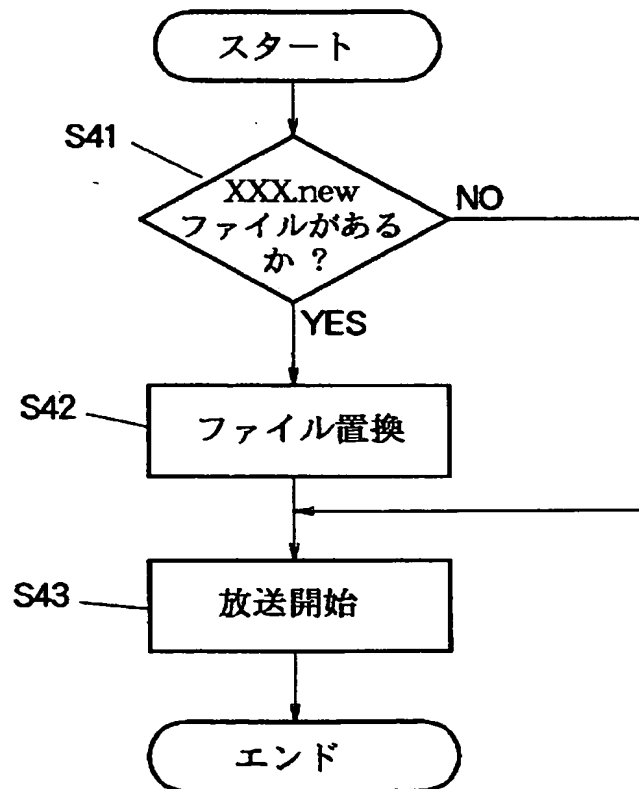 スタート
S41
XXX.new
ファイルがある
か ?
NO
YES
S42
ファイル置換
S43
放送開始
エンド